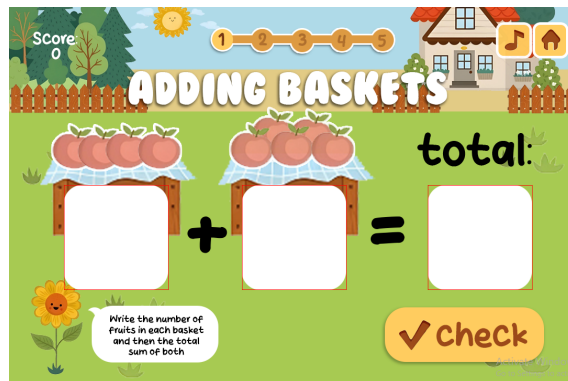 Score:
0
1 2 3 4 5
ADDING BASKETS
total:
+ =
Write the number of
fruits in each basket
and then the total
sum of both
Check